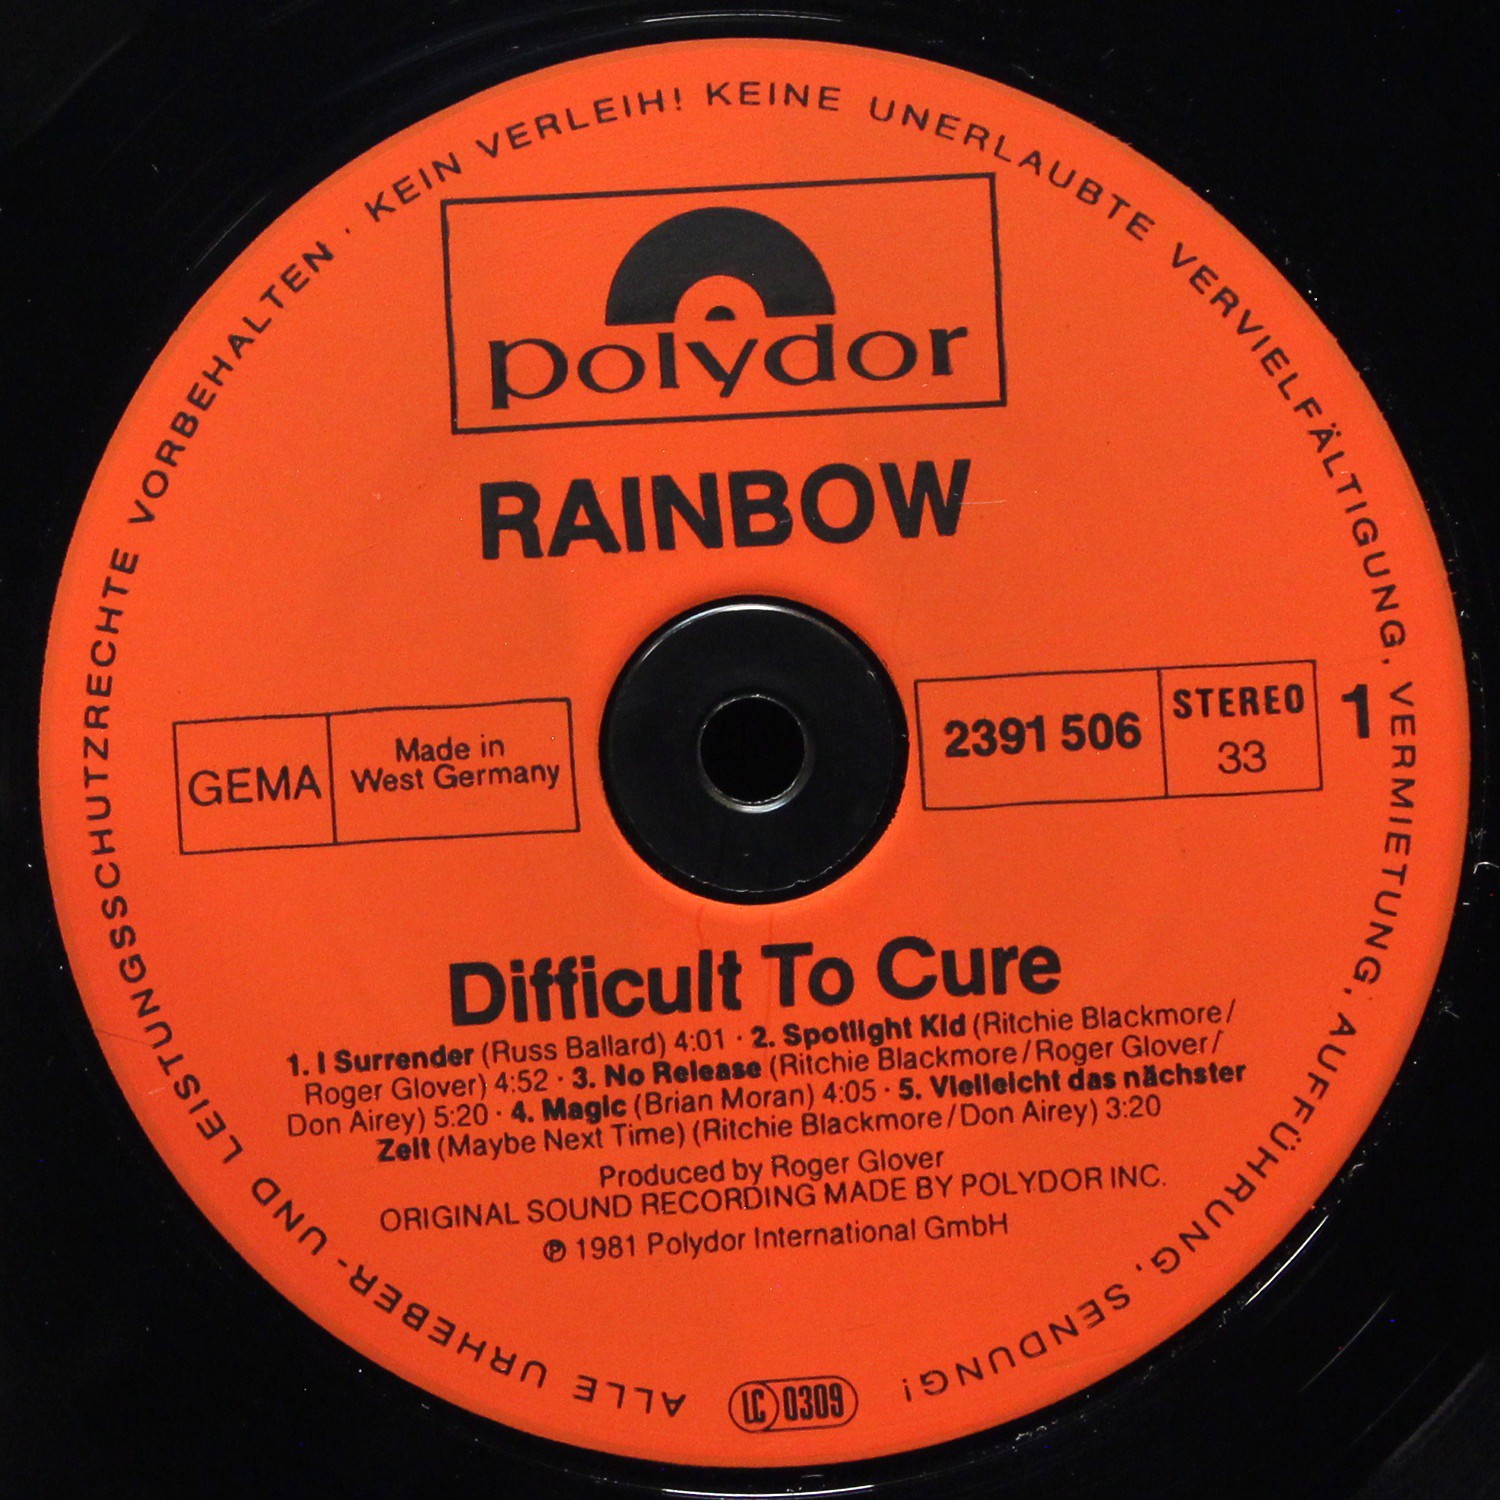 ALLE URHEBER- UND LEISTUNGSSCHUTZRECHTE VORBEHALTEN · KEIN VERLEIH! KEINE UNERLAUBTE VERVIELFÄLTIGUNG, VERMIETUNG, AUFFÜHRUNG, SENDUNG!
polydor
RAINBOW
GEMA
Made in
West Germany
2391 506
STEREO
33
1
Difficult To Cure
1. I Surrender (Russ Ballard) 4:01 · 2. Spotlight Kid (Ritchie Blackmore/
Roger Glover) 4:52 · 3. No Release (Ritchie Blackmore/Roger Glover/
Don Airey) 5:20 · 4. Magic (Brian Moran) 4:05 · 5. Vielleicht das nächster
Zeit (Maybe Next Time) (Ritchie Blackmore/Don Airey) 3:20
Produced by Roger Glover
ORIGINAL SOUND RECORDING MADE BY POLYDOR INC.
℗ 1981 Polydor International GmbH
LC 0309